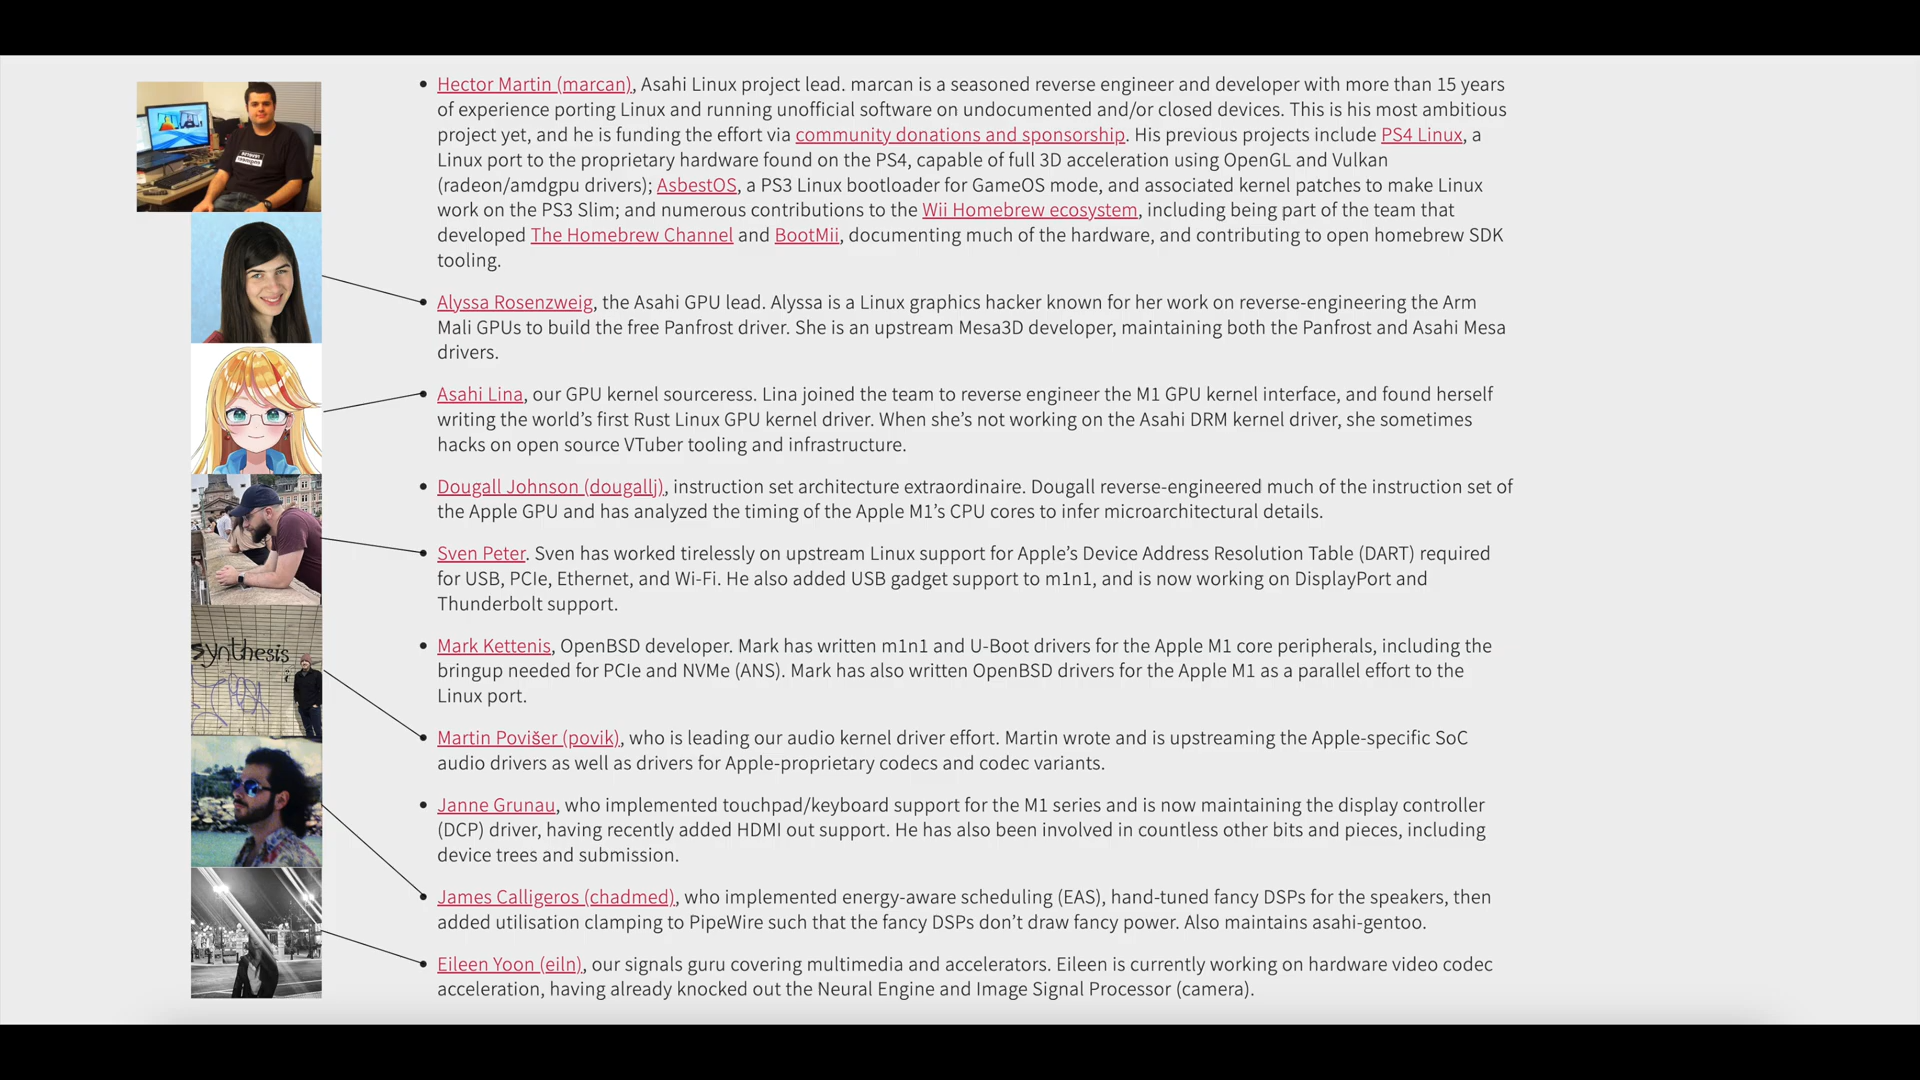 Hector Martin (marcan), Asahi Linux project lead. marcan is a seasoned reverse engineer and developer with more than 15 years
of experience porting Linux and running unofficial software on undocumented and/or closed devices. This is his most ambitious
project yet, and he is funding the effort via community donations and sponsorship. His previous projects include PS4 Linux, a
Linux port to the proprietary hardware found on the PS4, capable of full 3D acceleration using OpenGL and Vulkan
(radeon/amdgpu drivers); AsbestOS, a PS3 Linux bootloader for GameOS mode, and associated kernel patches to make Linux
work on the PS3 Slim; and numerous contributions to the Wii Homebrew ecosystem, including being part of the team that
developed The Homebrew Channel and BootMii, documenting much of the hardware, and contributing to open homebrew SDK
tooling.
Alyssa Rosenzweig, the Asahi GPU lead. Alyssa is a Linux graphics hacker known for her work on reverse-engineering the Arm
Mali GPUs to build the free Panfrost driver. She is an upstream Mesa3D developer, maintaining both the Panfrost and Asahi Mesa
drivers.
Asahi Lina, our GPU kernel sourceress. Lina joined the team to reverse engineer the M1 GPU kernel interface, and found herself
writing the world’s first Rust Linux GPU kernel driver. When she’s not working on the Asahi DRM kernel driver, she sometimes
hacks on open source VTuber tooling and infrastructure.
Dougall Johnson (dougallj), instruction set architecture extraordinaire. Dougall reverse-engineered much of the instruction set of
the Apple GPU and has analyzed the timing of the Apple M1’s CPU cores to infer microarchitectural details.
Sven Peter. Sven has worked tirelessly on upstream Linux support for Apple’s Device Address Resolution Table (DART) required
for USB, PCIe, Ethernet, and Wi-Fi. He also added USB gadget support to m1n1, and is now working on DisplayPort and
Thunderbolt support.
synthesis
Mark Kettenis, OpenBSD developer. Mark has written m1n1 and U-Boot drivers for the Apple M1 core peripherals, including the
bringup needed for PCIe and NVMe (ANS). Mark has also written OpenBSD drivers for the Apple M1 as a parallel effort to the
Linux port.
Martin Povišer (povik), who is leading our audio kernel driver effort. Martin wrote and is upstreaming the Apple-specific SoC
audio drivers as well as drivers for Apple-proprietary codecs and codec variants.
Janne Grunau, who implemented touchpad/keyboard support for the M1 series and is now maintaining the display controller
(DCP) driver, having recently added HDMI out support. He has also been involved in countless other bits and pieces, including
device trees and submission.
James Calligeros (chadmed), who implemented energy-aware scheduling (EAS), hand-tuned fancy DSPs for the speakers, then
added utilisation clamping to PipeWire such that the fancy DSPs don’t draw fancy power. Also maintains asahi-gentoo.
Eileen Yoon (eiln), our signals guru covering multimedia and accelerators. Eileen is currently working on hardware video codec
acceleration, having already knocked out the Neural Engine and Image Signal Processor (camera).